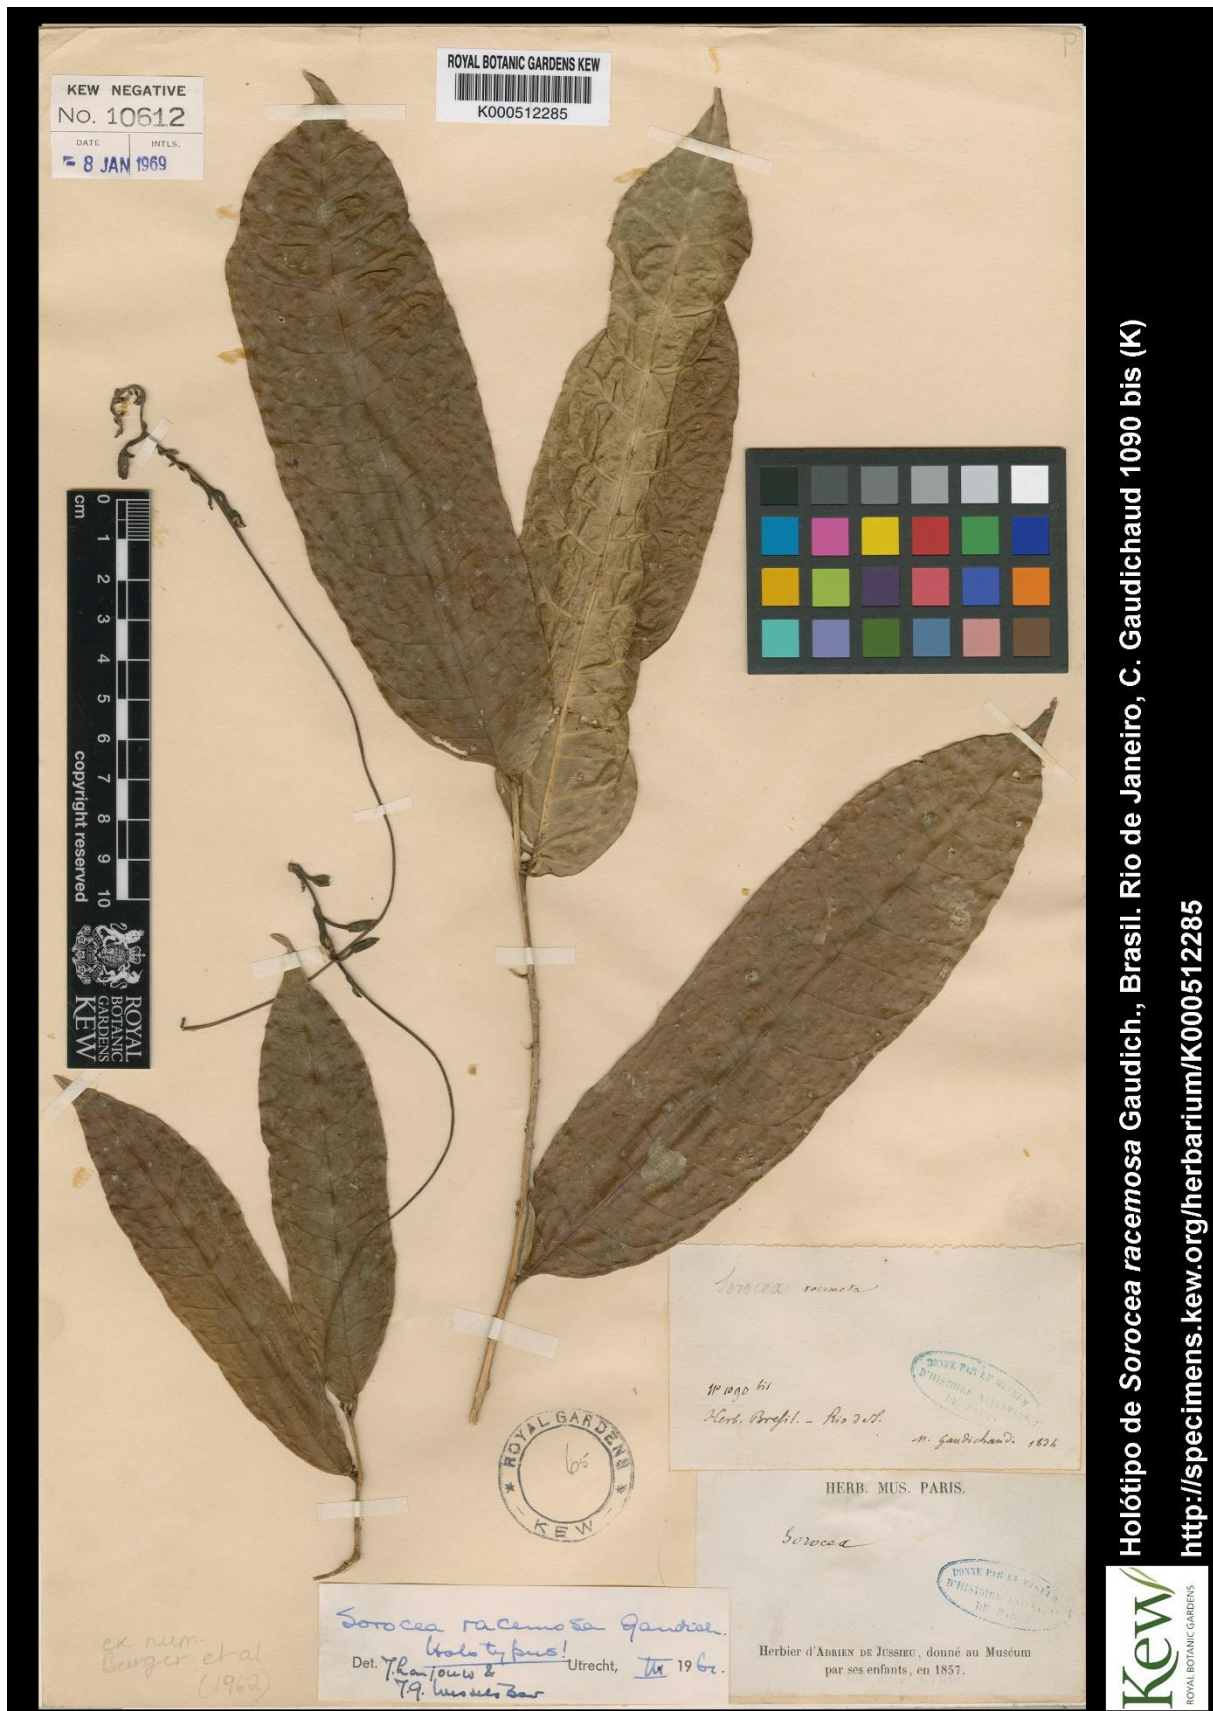 KEW NEGATIVE
No. 10612
DATE INTLS.
8 JAN 1969
ROYAL BOTANIC GARDENS KEW
K000512285
P
0 1 2 3 4 5 6 7 8 9 10
cm
copyright reserved
ROYAL
BOTANIC
GARDENS
KEW
Sorocea racemosa
N° 1090 bis
Herb. Bresil. – Rio de J.
M. Gaudichaud. 1834
HERB. MUS. PARIS.
Sorocea
Herbier d'ADRIEN DE JUSSIEU, donné au Muséum
par ses enfants, en 1857.
ROYAL GARDENS
65
KEW
Sorocea racemosa Gaudich.
Holotypus!
Det. J. Lanjouw & Utrecht, 196
ex num.
Burger et al.
(1962)
Holótipo de Sorocea racemosa Gaudich., Brasil. Rio de Janeiro, C. Gaudichaud 1090 bis (K)
http://specimens.kew.org/herbarium/K000512285
Kew
ROYAL BOTANIC GARDENS